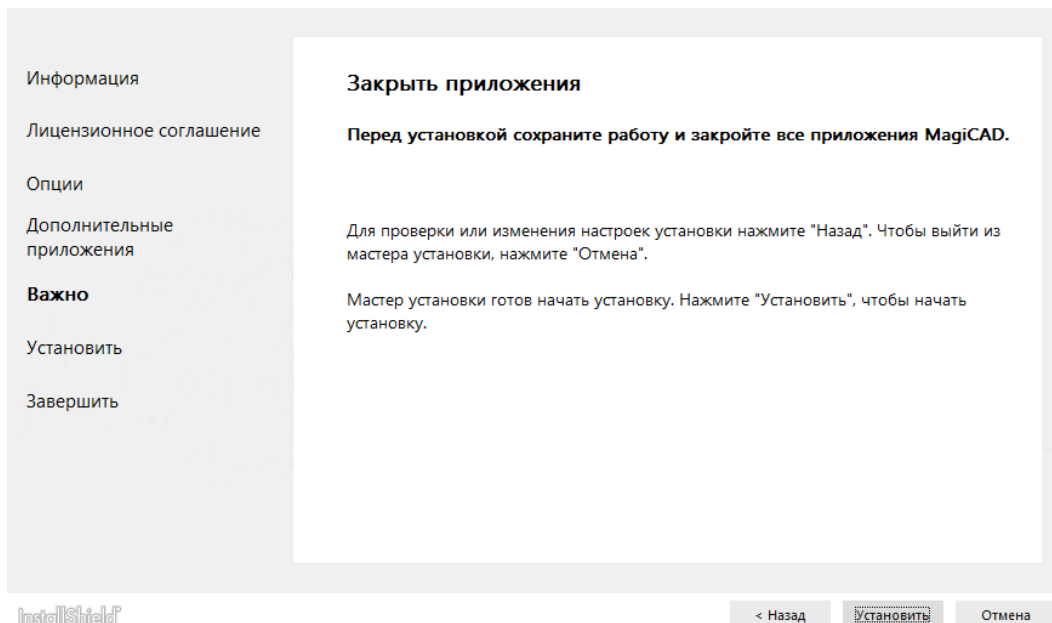 Информация
Лицензионное соглашение
Опции
Дополнительные
приложения
Важно
Установить
Завершить
Закрыть приложения
Перед установкой сохраните работу и закройте все приложения MagiCAD.
Для проверки или изменения настроек установки нажмите "Назад". Чтобы выйти из
мастера установки, нажмите "Отмена".
Мастер установки готов начать установку. Нажмите "Установить", чтобы начать
установку.
InstallShield
< Назад
Установить
Отмена